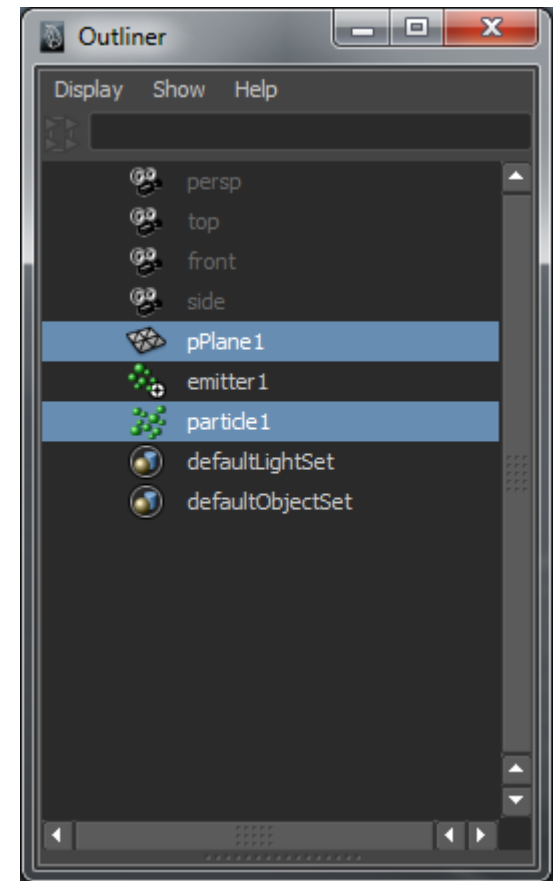 Outliner
Display Show Help
persp
top
front
side
pPlane1
emitter1
particle1
defaultLightSet
defaultObjectSet